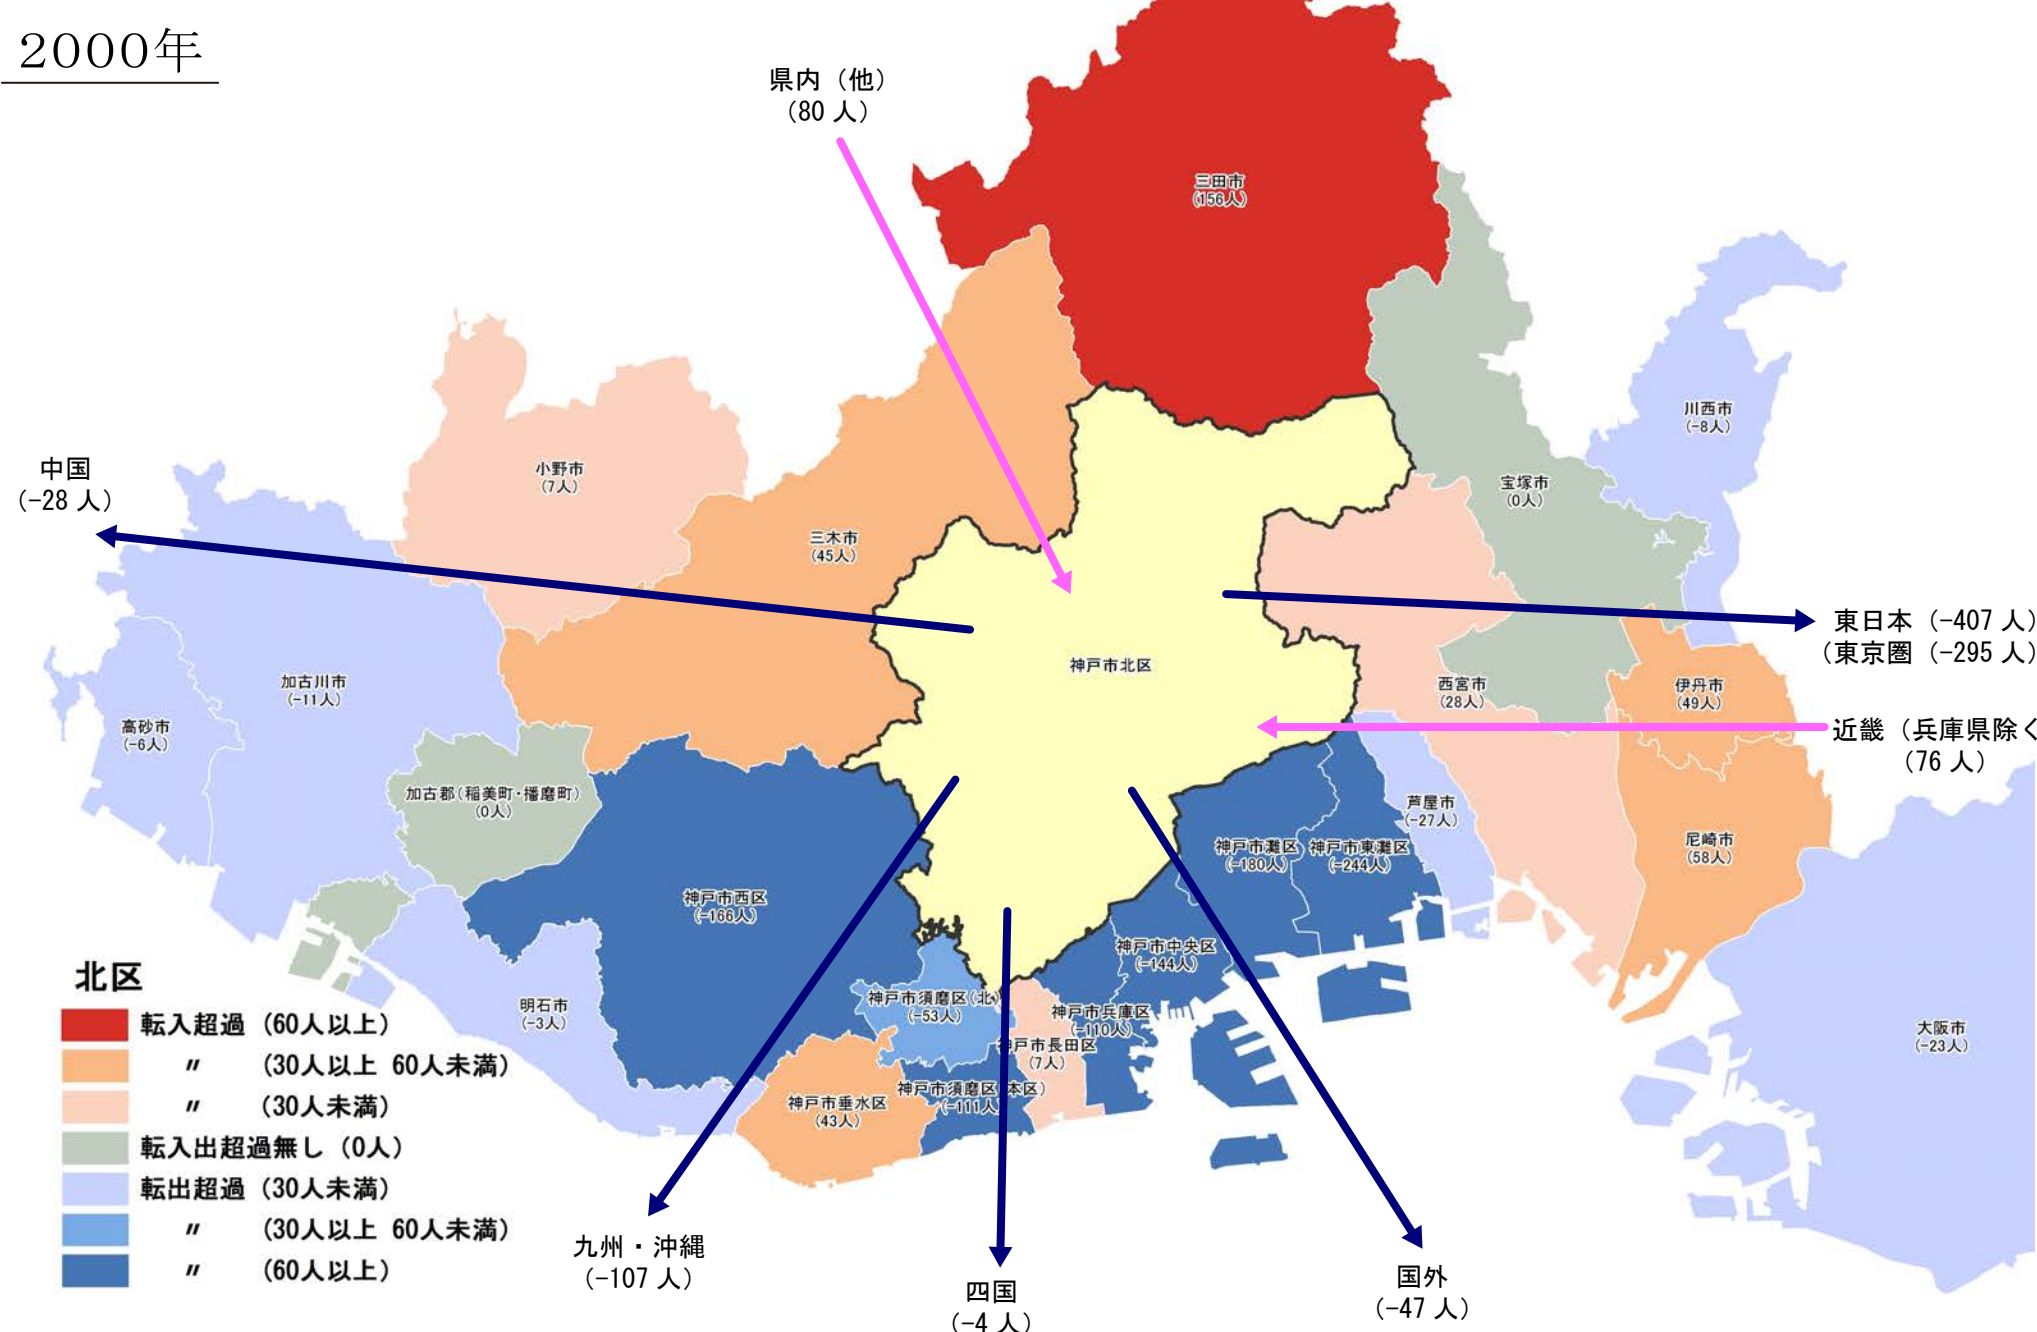 2000年
県内（他）
（80 人）
三田市
（156人）
川西市
（-8人）
中国
（-28 人）
小野市
（7人）
宝塚市
（0人）
三木市
（45人）
東日本（-407 人）
（東京圏（-295 人）
神戸市北区
加古川市
（-11人）
西宮市
（28人）
伊丹市
（49人）
高砂市
（-6人）
近畿（兵庫県除く
（76 人）
加古郡（稲美町・播磨町）
（0人）
芦屋市
（-27人）
神戸市灘区
（-180人）
神戸市東灘区
（-244人）
尼崎市
（58人）
神戸市西区
（-166人）
神戸市中央区
（-144人）
神戸市須磨区（北）
（-53人）
神戸市兵庫区
（-110人）
明石市
（-3人）
神戸市長田区
（7人）
大阪市
（-23人）
神戸市垂水区
（43人）
神戸市須磨区（本区）
（-111人）
北区
転入超過（60人以上）
〃 （30人以上 60人未満）
〃 （30人未満）
転入出超過無し（0人）
転出超過（30人未満）
〃 （30人以上 60人未満）
〃 （60人以上）
九州・沖縄
（-107 人）
四国
（-4 人）
国外
（-47 人）